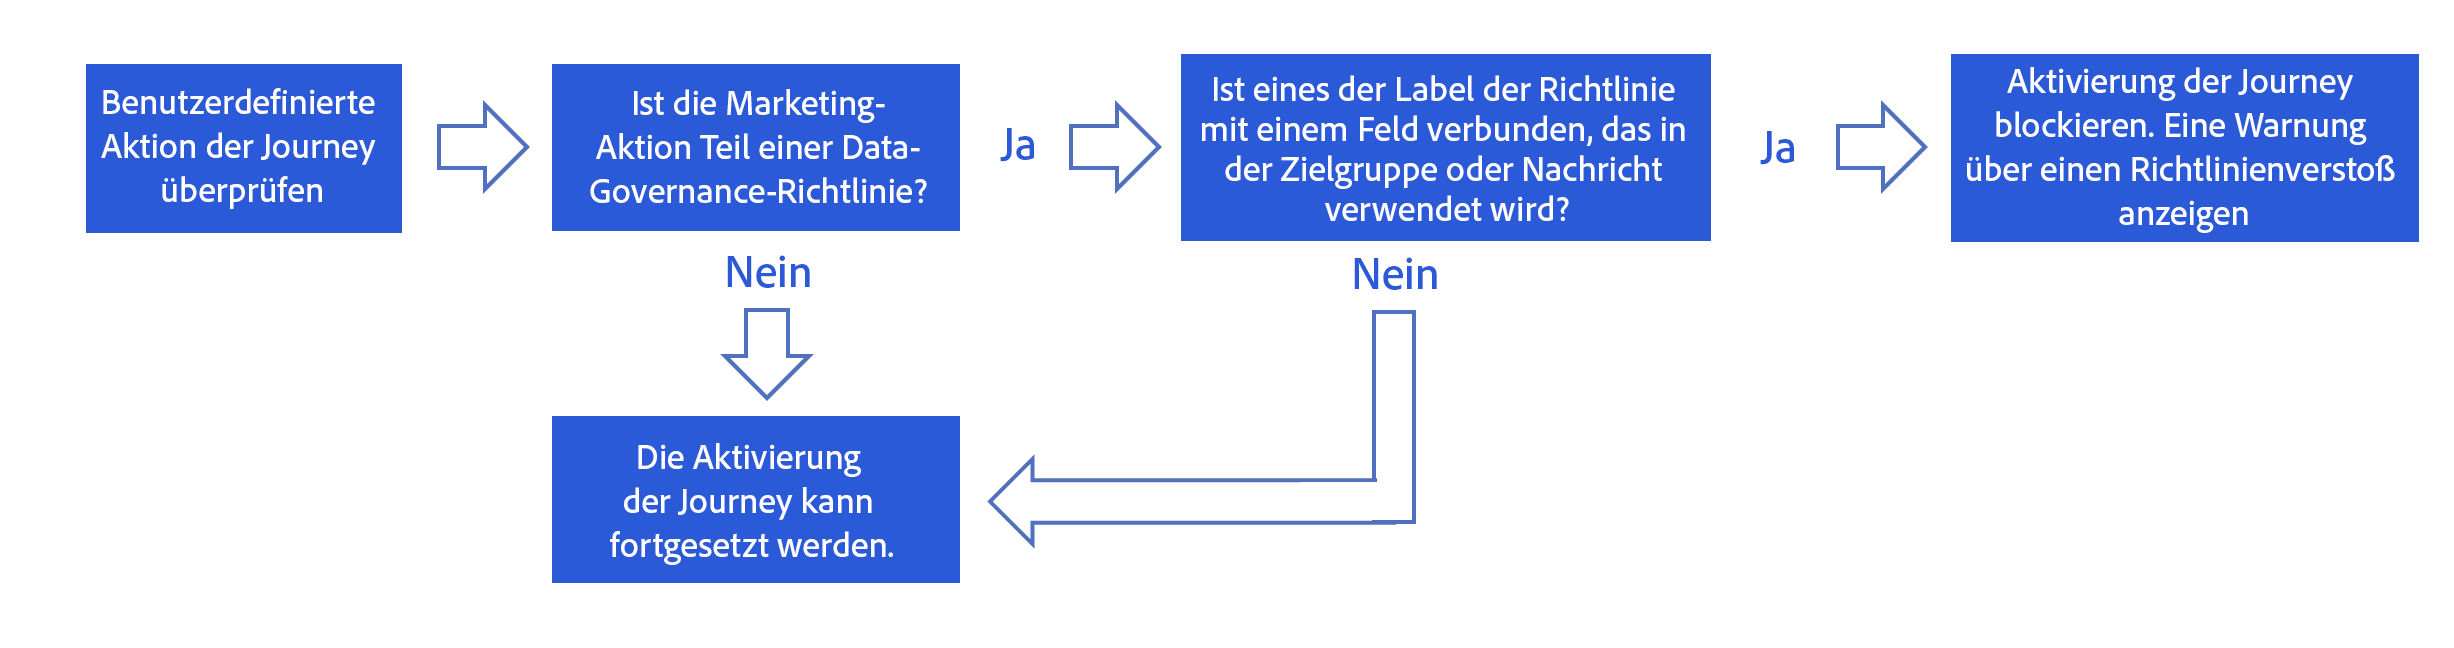 Benutzerdefinierte
Aktion der Journey
überprüfen
Ist die Marketing-
Aktion Teil einer Data-
Governance-Richtlinie?
Ja
Ist eines der Label der Richtlinie
mit einem Feld verbunden, das in
der Zielgruppe oder Nachricht
verwendet wird?
Ja
Aktivierung der Journey
blockieren. Eine Warnung
über einen Richtlinienverstoß
anzeigen
Nein
Nein
Die Aktivierung
der Journey kann
fortgesetzt werden.